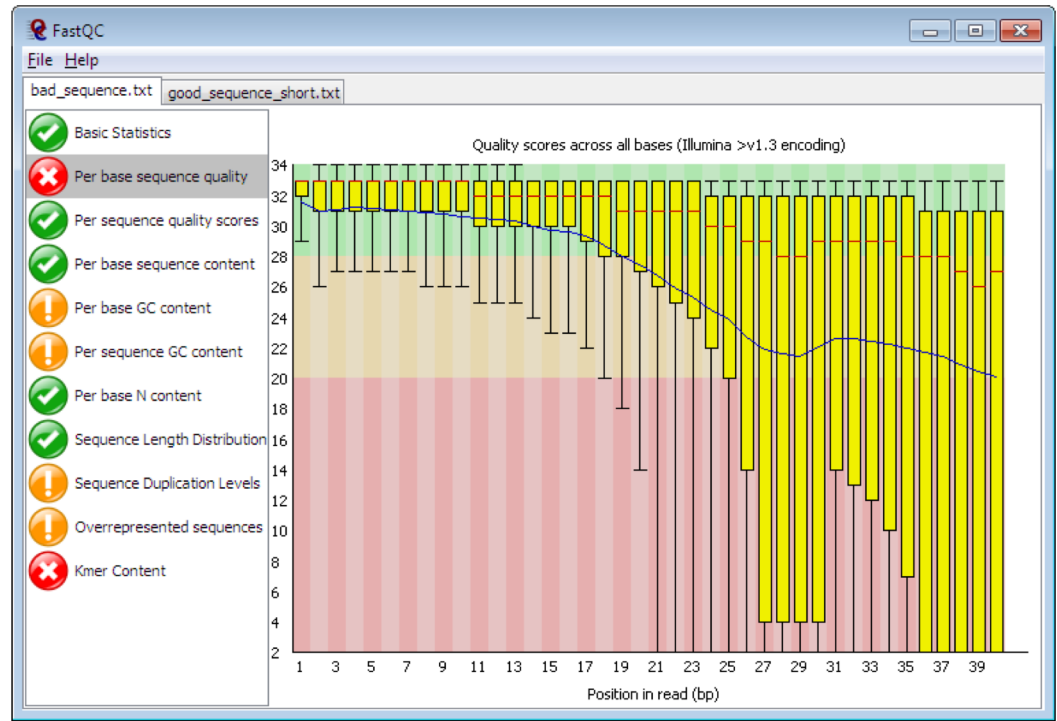 FastQC
File Help
bad_sequence.txt good_sequence_short.txt
Basic Statistics
Per base sequence quality
Per sequence quality scores
Per base sequence content
Per base GC content
Per sequence GC content
Per base N content
Sequence Length Distribution
Sequence Duplication Levels
Overrepresented sequences
Kmer Content
Quality scores across all bases (Illumina >v1.3 encoding)
34
32
30
28
26
24
22
20
18
16
14
12
10
8
6
4
2
1 3 5 7 9 11 13 15 17 19 21 23 25 27 29 31 33 35 37 39
Position in read (bp)